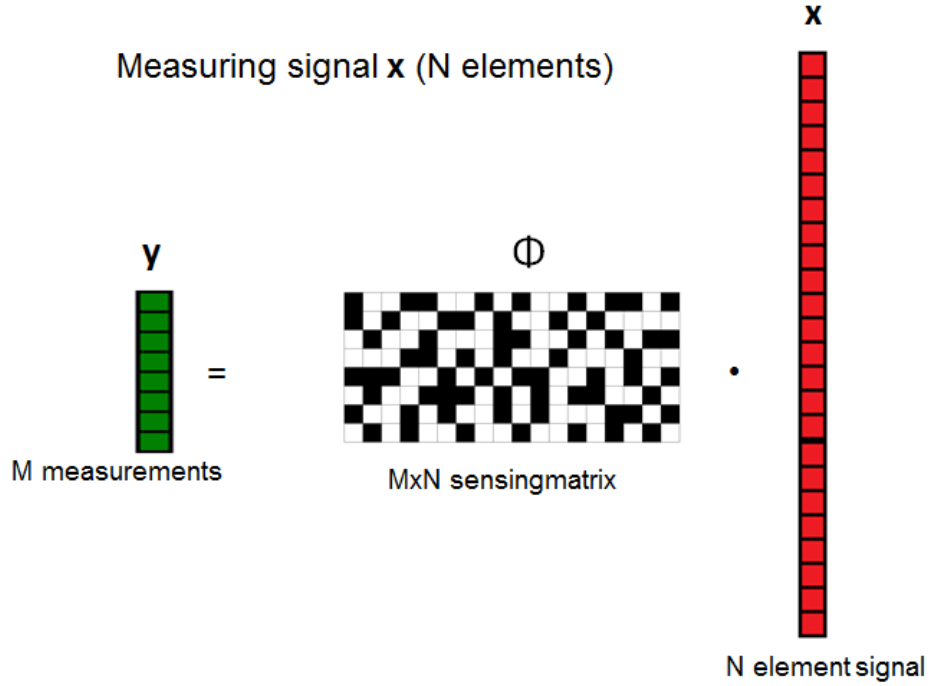 x
Measuring signal x (N elements)
y
Φ
=
•
M measurements
MxN sensingmatrix
N element signal